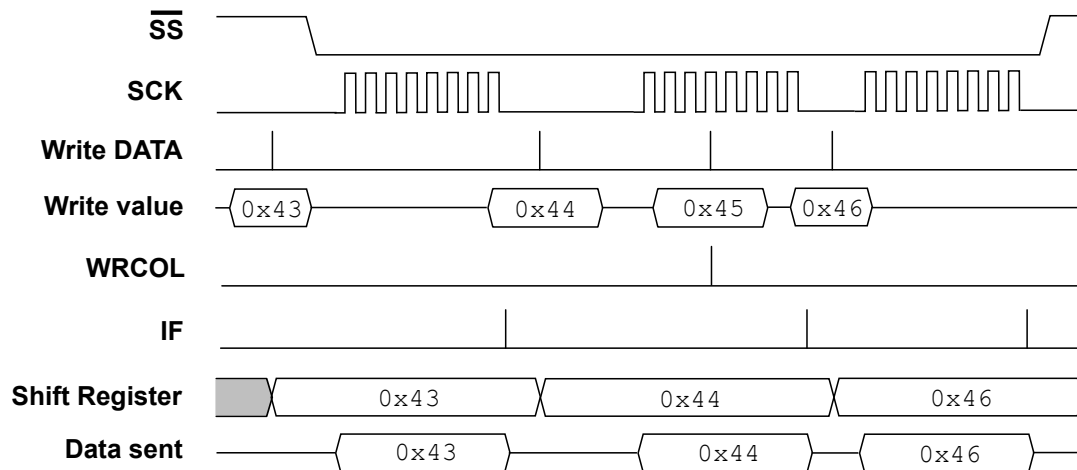 SS
SCK
Write DATA
Write value 0x43 0x44 0x45 0x46
WRCOL
IF
Shift Register 0x43 0x44 0x46
Data sent 0x43 0x44 0x46